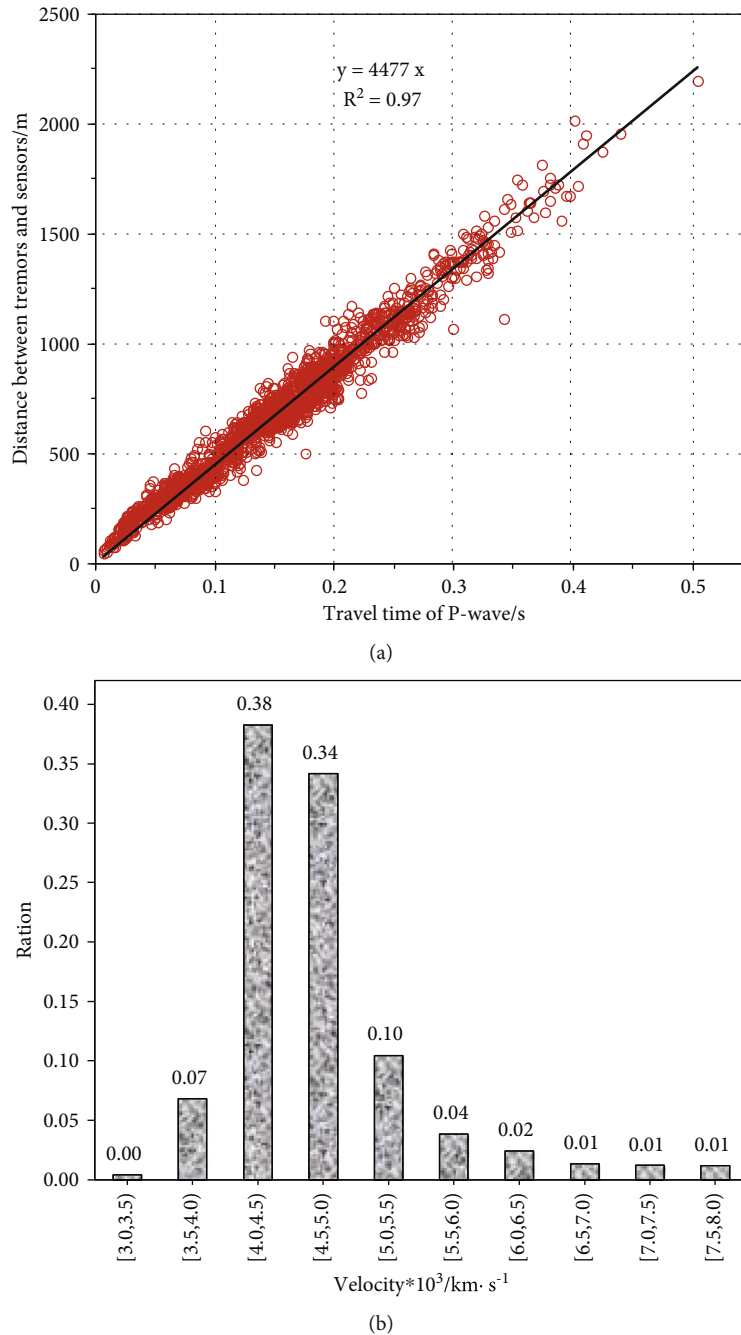 2500
2000
1500
1000
500
0
Distance between tremors and sensors/m
y = 4477 x
R² = 0.97
0 0.1 0.2 0.3 0.4 0.5
Travel time of P-wave/s
(a)
0.40
0.35
0.30
0.25
0.20
0.15
0.10
0.05
0.00
Ration
0.00 0.07 0.38 0.34 0.10 0.04 0.02 0.01 0.01 0.01
[3.0,3.5) [3.5,4.0) [4.0,4.5) [4.5,5.0) [5.0,5.5) [5.5,6.0) [6.0,6.5) [6.5,7.0) [7.0,7.5) [7.5,8.0)
Velocity*10³/km· s⁻¹
(b)